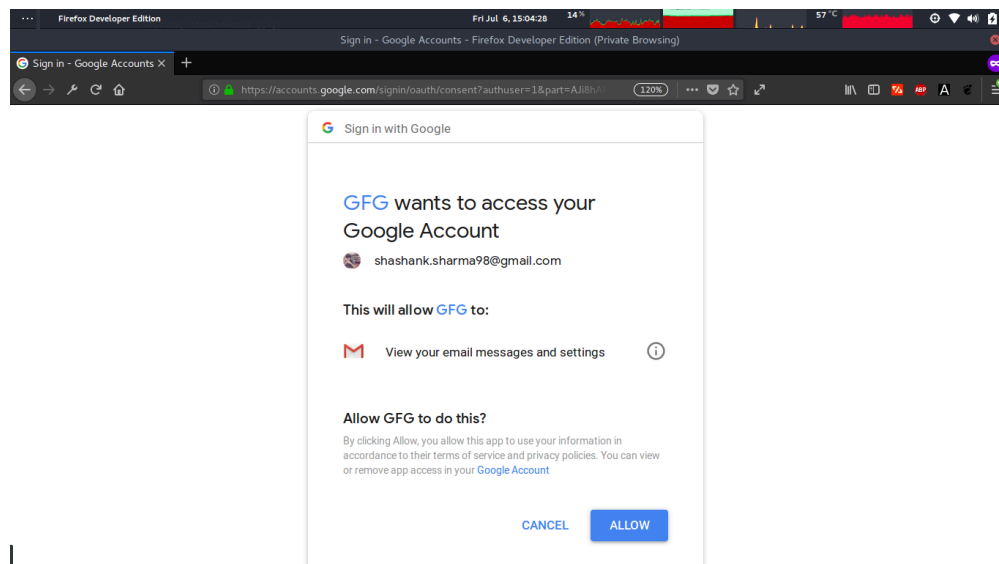 Firefox Developer Edition
Fri Jul 6, 15:04:28
14%
57°C
Sign in - Google Accounts - Firefox Developer Edition (Private Browsing)
Sign in - Google Accounts
https://accounts.google.com/signin/oauth/consent?authuser=1&part=AJi8hA
120%
ABP
A
Sign in with Google
GFG wants to access your
Google Account
shashank.sharma98@gmail.com
This will allow GFG to:
View your email messages and settings
Allow GFG to do this?
By clicking Allow, you allow this app to use your information in
accordance to their terms of service and privacy policies. You can view
or remove app access in your Google Account
CANCEL
ALLOW